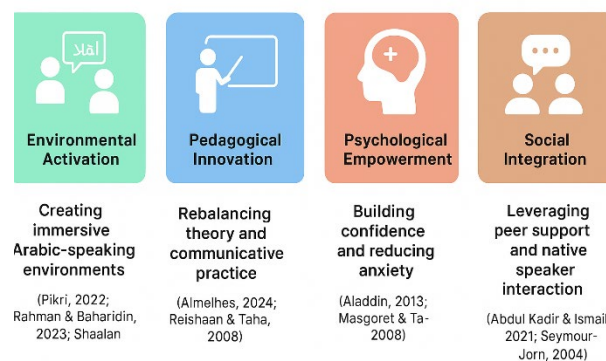 Environmental
Activation
Creating
immersive
Arabic-speaking
environments
(Pikri, 2022;
Rahman & Baharidin,
2023; Shaalan
Pedagogical
Innovation
Rebalancing
theory and
communicative
practice
(Almelhes, 2024;
Reishaan & Taha,
2008)
Psychological
Empowerment
Building
confidence
and reducing
anxiety
(Aladdin, 2013;
Masgoret & Ta-
2008)
Social
Integration
Leveraging
peer support
and native
speaker
interaction
(Abdul Kadir & Ismail
2021; Seymour-
Jorn, 2004)